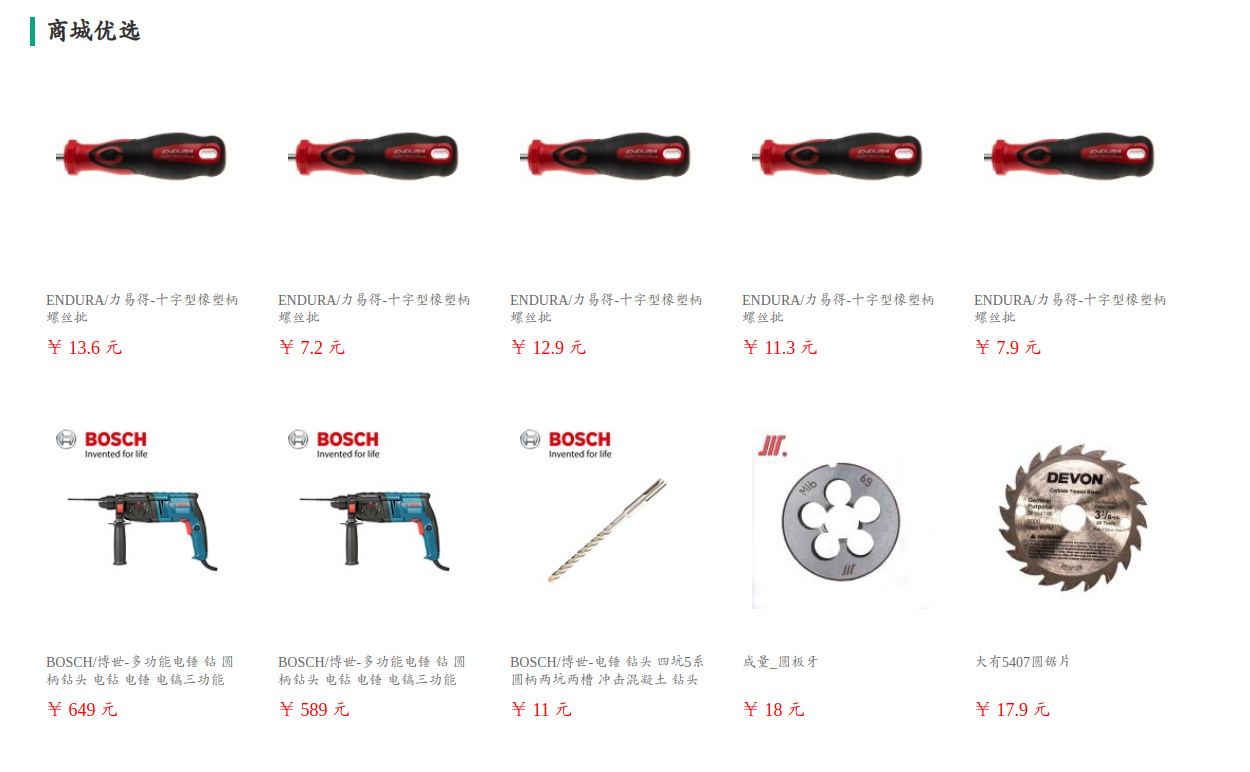 商城优选
ENDURA
ENDURA
ENDURA
ENDURA
ENDURA
ENDURA/力易得-十字型橡塑柄
螺丝批
￥ 13.6 元
ENDURA/力易得-十字型橡塑柄
螺丝批
￥ 7.2 元
ENDURA/力易得-十字型橡塑柄
螺丝批
￥ 12.9 元
ENDURA/力易得-十字型橡塑柄
螺丝批
￥ 11.3 元
ENDURA/力易得-十字型橡塑柄
螺丝批
￥ 7.9 元
BOSCH
Invented for life
BOSCH
Invented for life
BOSCH
Invented for life
M16
69
DEVON
Carbide Tipped Blade
General
Purpose
3 3/8
WARNING
BOSCH/博世-多功能电锤 钻 圆
柄钻头 电钻 电锤 电镐三功能
￥ 649 元
BOSCH/博世-多功能电锤 钻 圆
柄钻头 电钻 电锤 电镐三功能
￥ 589 元
BOSCH/博世-电锤 钻头 四坑5系
圆柄两坑两槽 冲击混凝土 钻头
￥ 11 元
成量_圆板牙
￥ 18 元
大有5407圆锯片
￥ 17.9 元